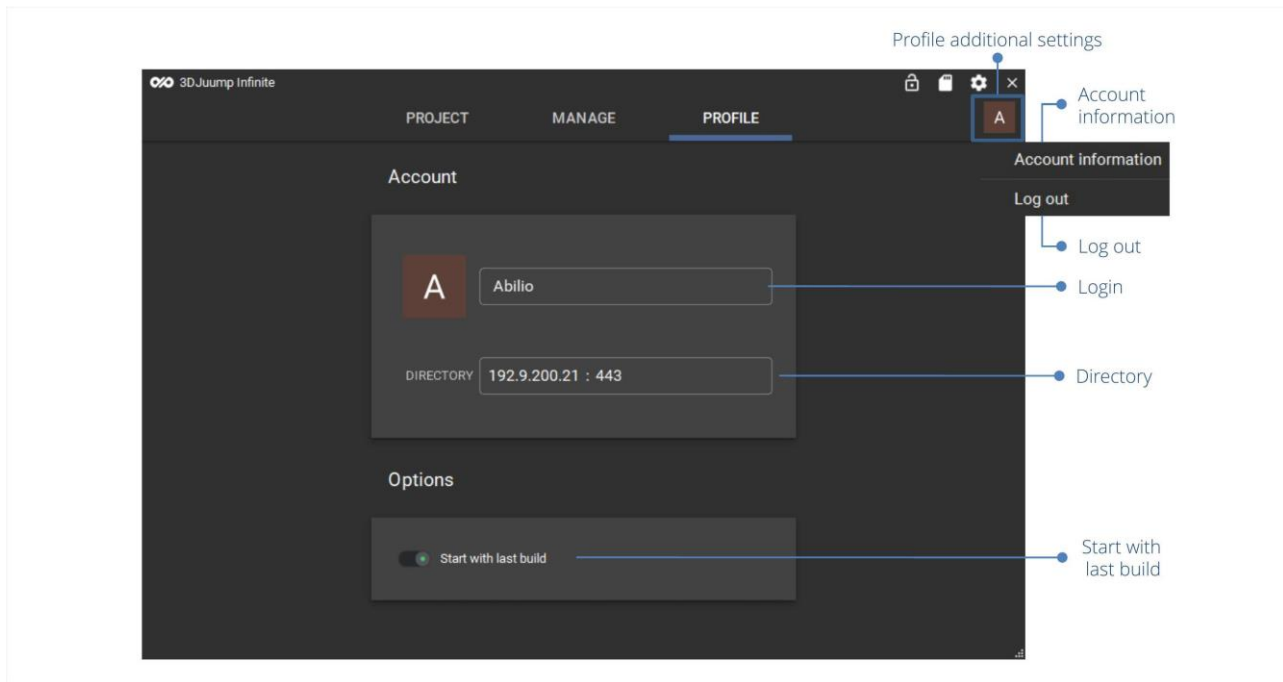 Profile additional settings
3DJuump Infinite
PROJECT MANAGE PROFILE
A
Account
information
Account information
Log out
Account
A
Abilio
Log out
Login
DIRECTORY 192.9.200.21 : 443
Directory
Options
Start with last build
Start with
last build